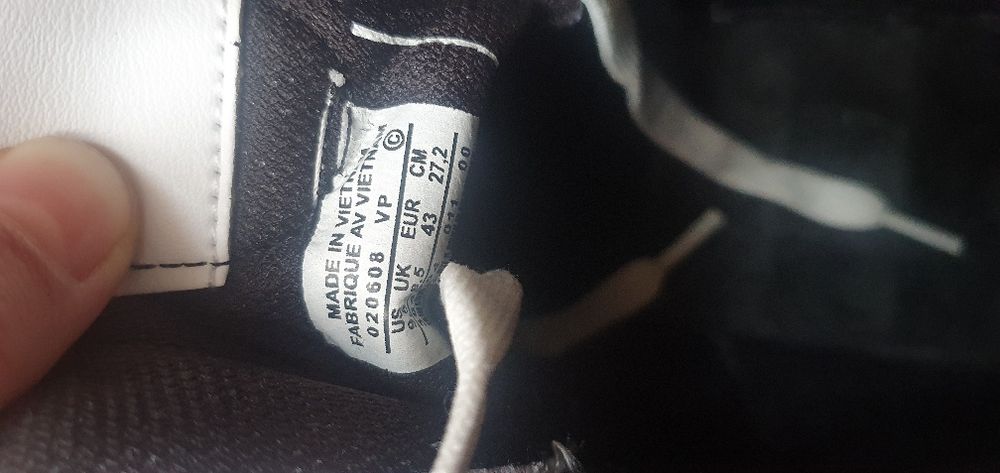 MADE IN VIETNAM ©
FABRIQUE AV VIETNAM
020608 VP
US UK EUR CM
43 27,2